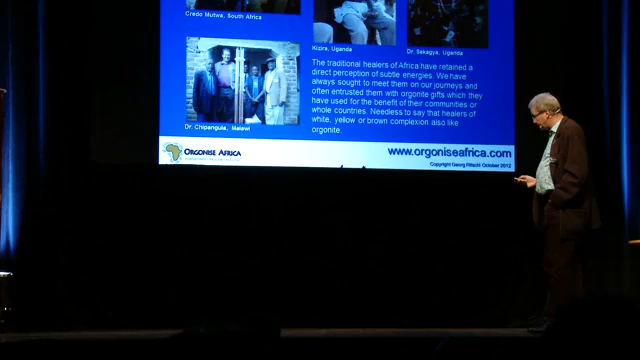 Credo Mutwa, South Africa
Kizira, Uganda
Dr. Sekagya, Uganda
Dr. Chipangula, Malawi
The traditional healers of Africa have retained a
direct perception of subtle energies. We have
always sought to meet them on our journeys and
often entrusted them with orgonite gifts which they
have used for the benefit of their communities or
whole countries. Needless to say that healers of
white, yellow or brown complexion also like
orgonite.
ORGONISE AFRICA
www.orgoniseafrica.com
Copyright Georg Ritschl October 2012